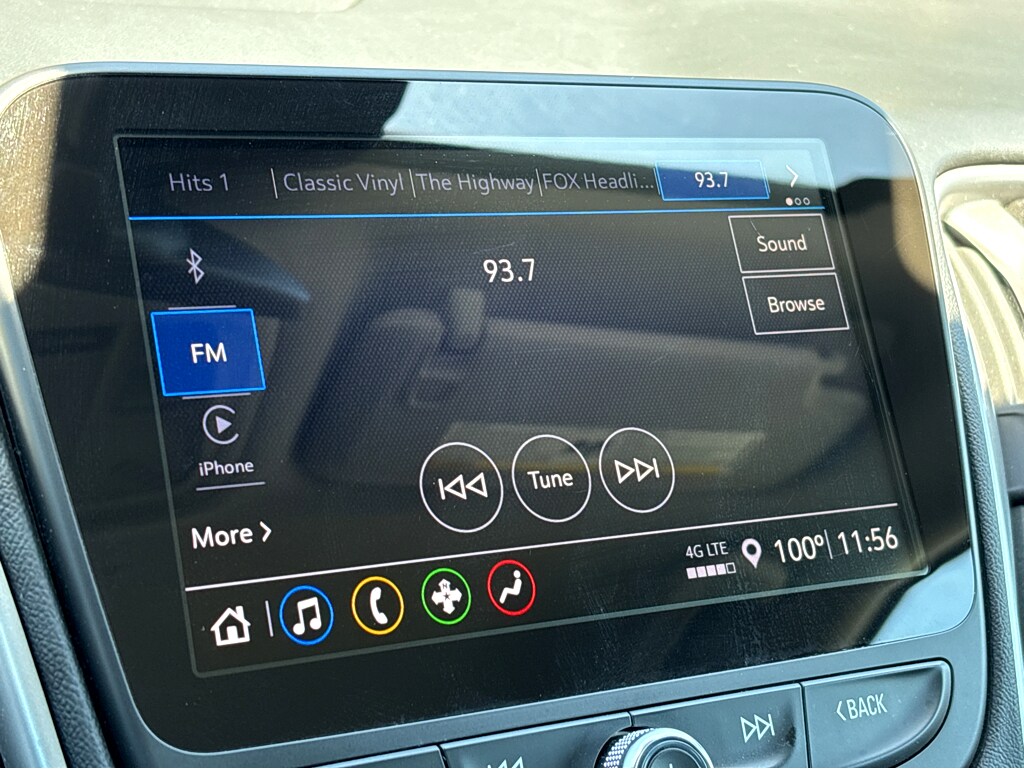 Hits 1 Classic Vinyl The Highway FOX Headli... 93.7
Sound
93.7
Browse
FM
iPhone
Tune
More
4G LTE 100° 11:56
N
BACK